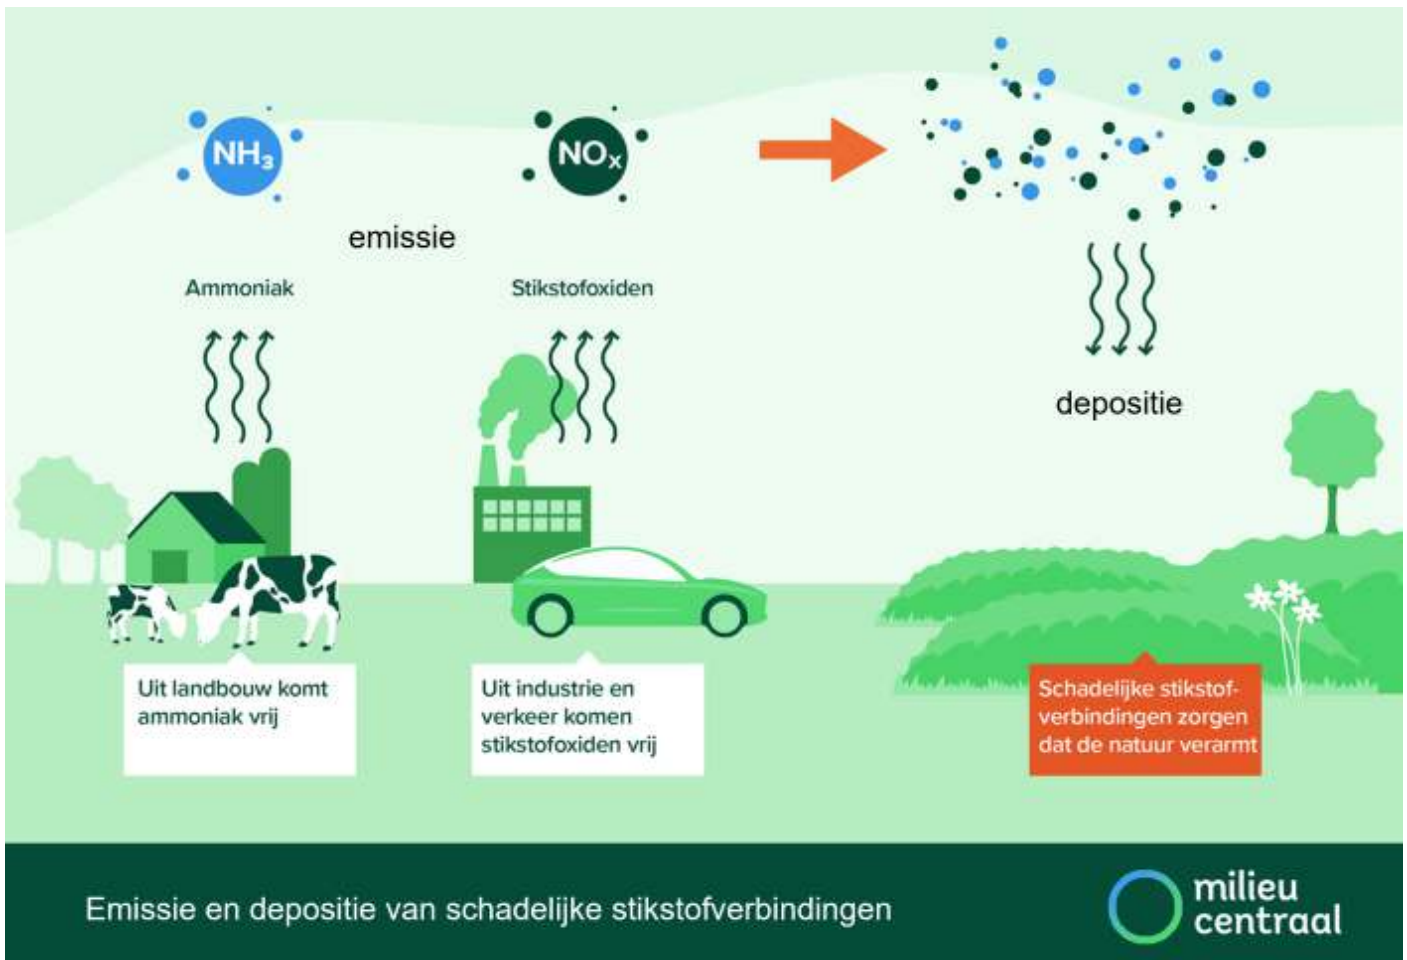 NH₃
NOₓ
emissie
Ammoniak
Stikstofoxiden
depositie
Uit landbouw komt
ammoniak vrij
Uit industrie en
verkeer komen
stikstofoxiden vrij
Schadelijke stikstof-
verbindingen zorgen
dat de natuur verarmt
Emissie en depositie van schadelijke stikstofverbindingen
milieu
centraal